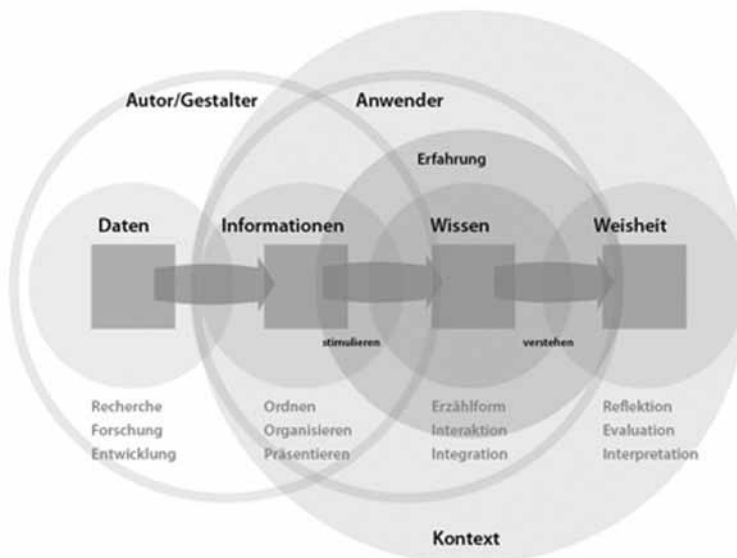 Autor/Gestalter
Anwender
Erfahrung
Daten
Informationen
Wissen
Weisheit
stimulieren
verstehen
Recherche
Forschung
Entwicklung
Ordnen
Organisieren
Präsentieren
Erzählform
Interaktion
Integration
Reflektion
Evaluation
Interpretation
Kontext